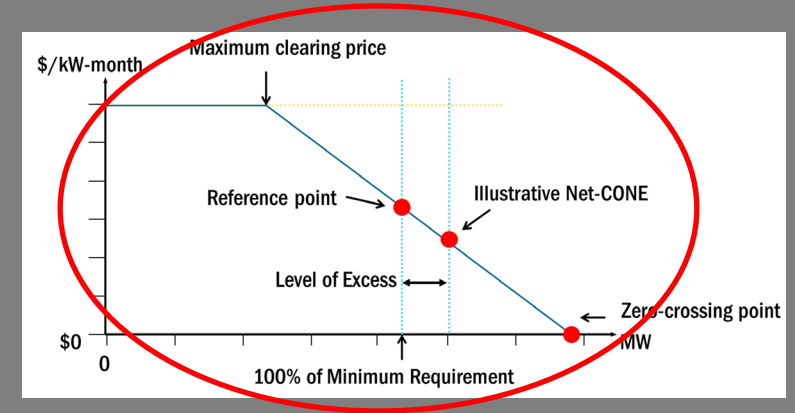 Maximum clearing price
$/kW-month
Illustrative Net-CONE
Reference point
Level of Excess
Zero-crossing point
$0
MW
0
100% of Minimum Requirement